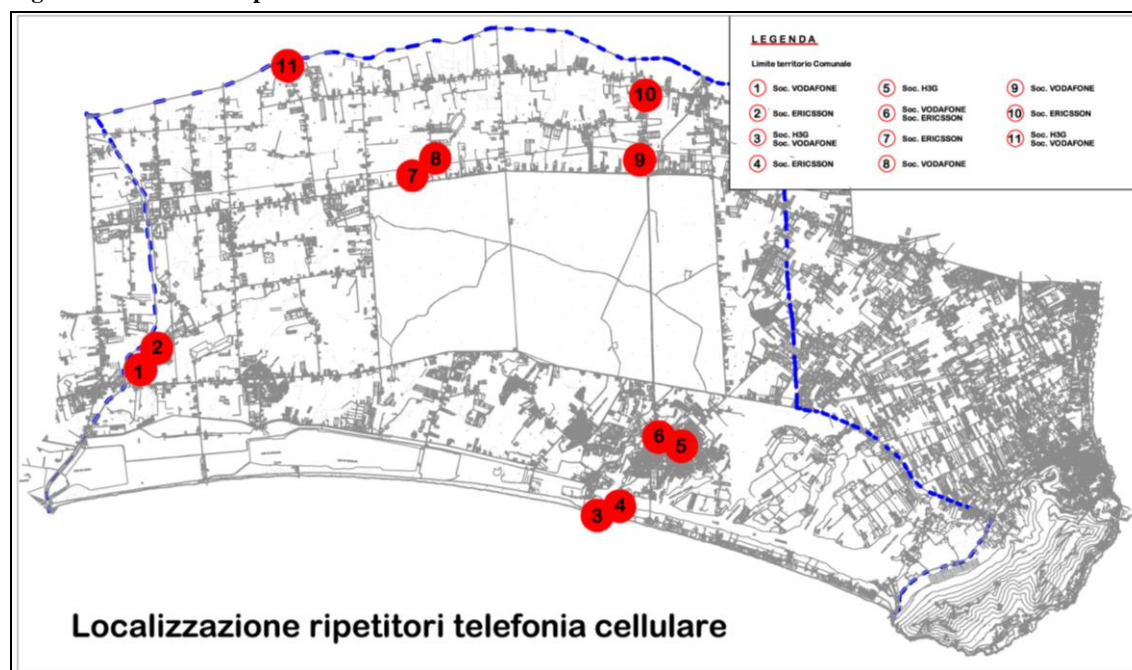 LEGENDA
Limite territorio Comunale
1 Soc. VODAFONE
2 Soc. ERICSSON
3 Soc. H3G
Soc. VODAFONE
4 Soc. ERICSSON
5 Soc. H3G
6 Soc. VODAFONE
Soc. ERICSSON
7 Soc. ERICSSON
8 Soc. VODAFONE
9 Soc. VODAFONE
10 Soc. ERICSSON
11 Soc. H3G
Soc. VODAFONE
11
10
8
7
9
2
1
6
5
4
3
Localizzazione ripetitori telefonia cellulare